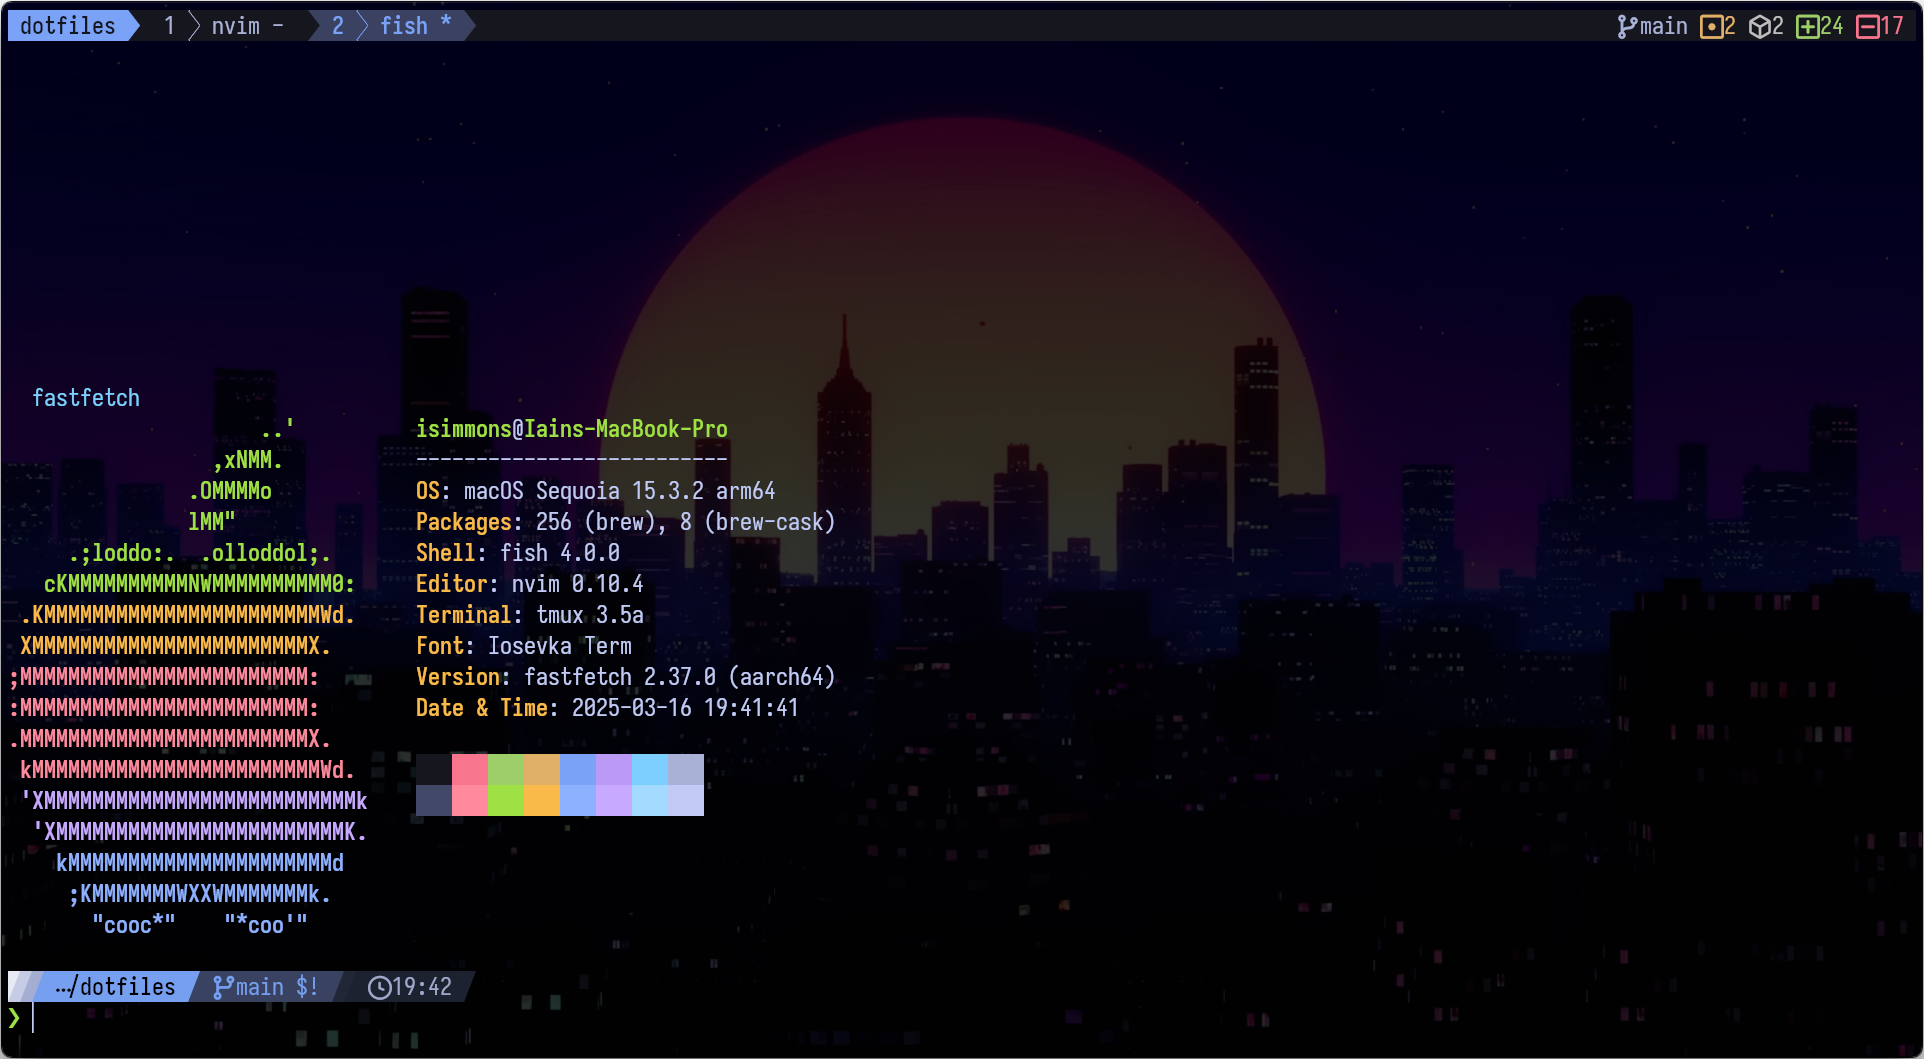 dotfiles 1 nvim - 2 fish * main 2 2 24 17
fastfetch
..'
,xNMM.
.OMMMMo
lMM"
.;loddo:. .olloddol;.
cKMMMMMMMMMMNWMMMMMMMMMM0:
.KMMMMMMMMMMMMMMMMMMMMMMMWd.
XMMMMMMMMMMMMMMMMMMMMMMMX.
;MMMMMMMMMMMMMMMMMMMMMMMM:
:MMMMMMMMMMMMMMMMMMMMMMMM:
.MMMMMMMMMMMMMMMMMMMMMMMMX.
kMMMMMMMMMMMMMMMMMMMMMMMMWd.
'XMMMMMMMMMMMMMMMMMMMMMMMMMMk
'XMMMMMMMMMMMMMMMMMMMMMMMMK.
kMMMMMMMMMMMMMMMMMMMMMMd
;KMMMMMMMWXXWMMMMMMMk.
"cooc*" "*coo'"
isimmons@Iains-MacBook-Pro
--------------------------
OS: macOS Sequoia 15.3.2 arm64
Packages: 256 (brew), 8 (brew-cask)
Shell: fish 4.0.0
Editor: nvim 0.10.4
Terminal: tmux 3.5a
Font: Iosevka Term
Version: fastfetch 2.37.0 (aarch64)
Date & Time: 2025-03-16 19:41:41
…/dotfiles main $! 19:42
❯